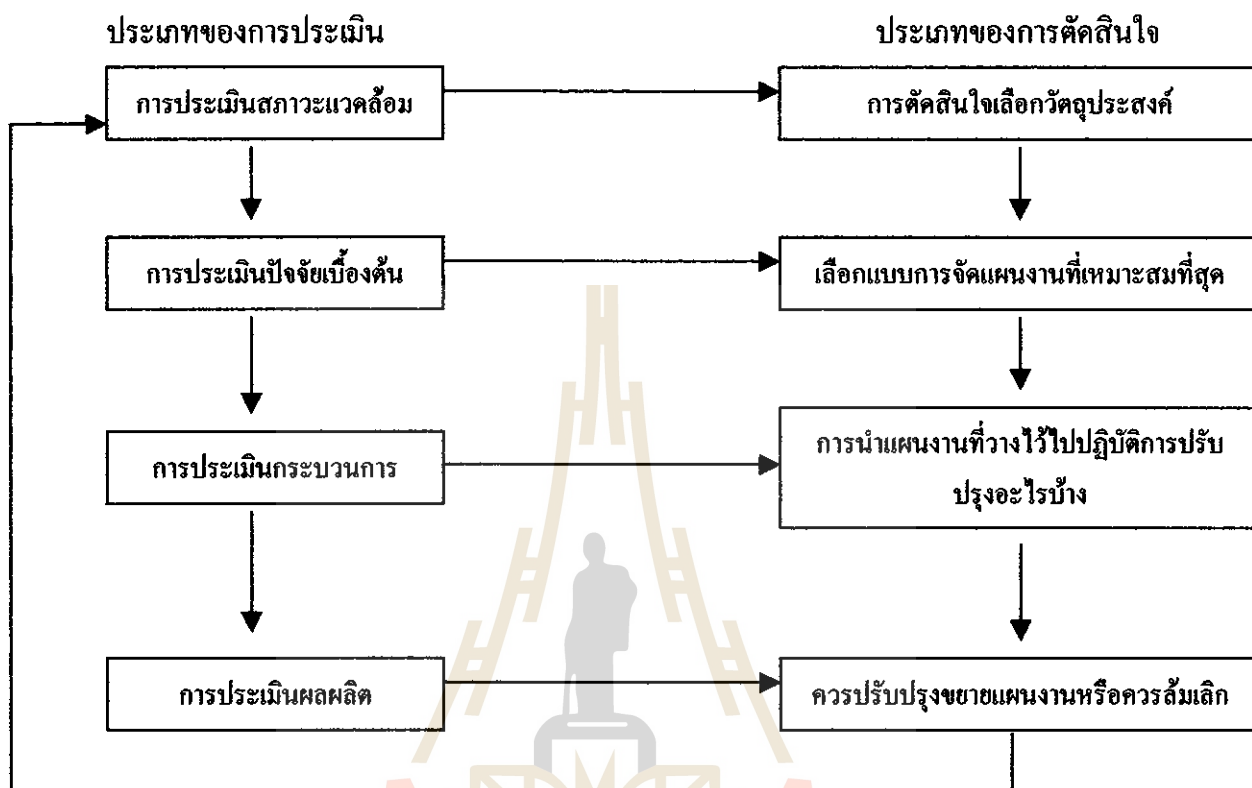 ประเภทของการประเมิน
ประเภทของการตัดสินใจ
การประเมินสภาวะแวดล้อม
การตัดสินใจเลือกวัตถุประสงค์
การประเมินปัจจัยเบื้องต้น
เลือกแบบการจัดแผนงานที่เหมาะสมที่สุด
การประเมินกระบวนการ
การนำแผนงานที่วางไว้ไปปฏิบัติการปรับ
ปรุงอะไรบ้าง
การประเมินผลผลิต
ควรปรับปรุงขยายแผนงานหรือควรล้มเลิก